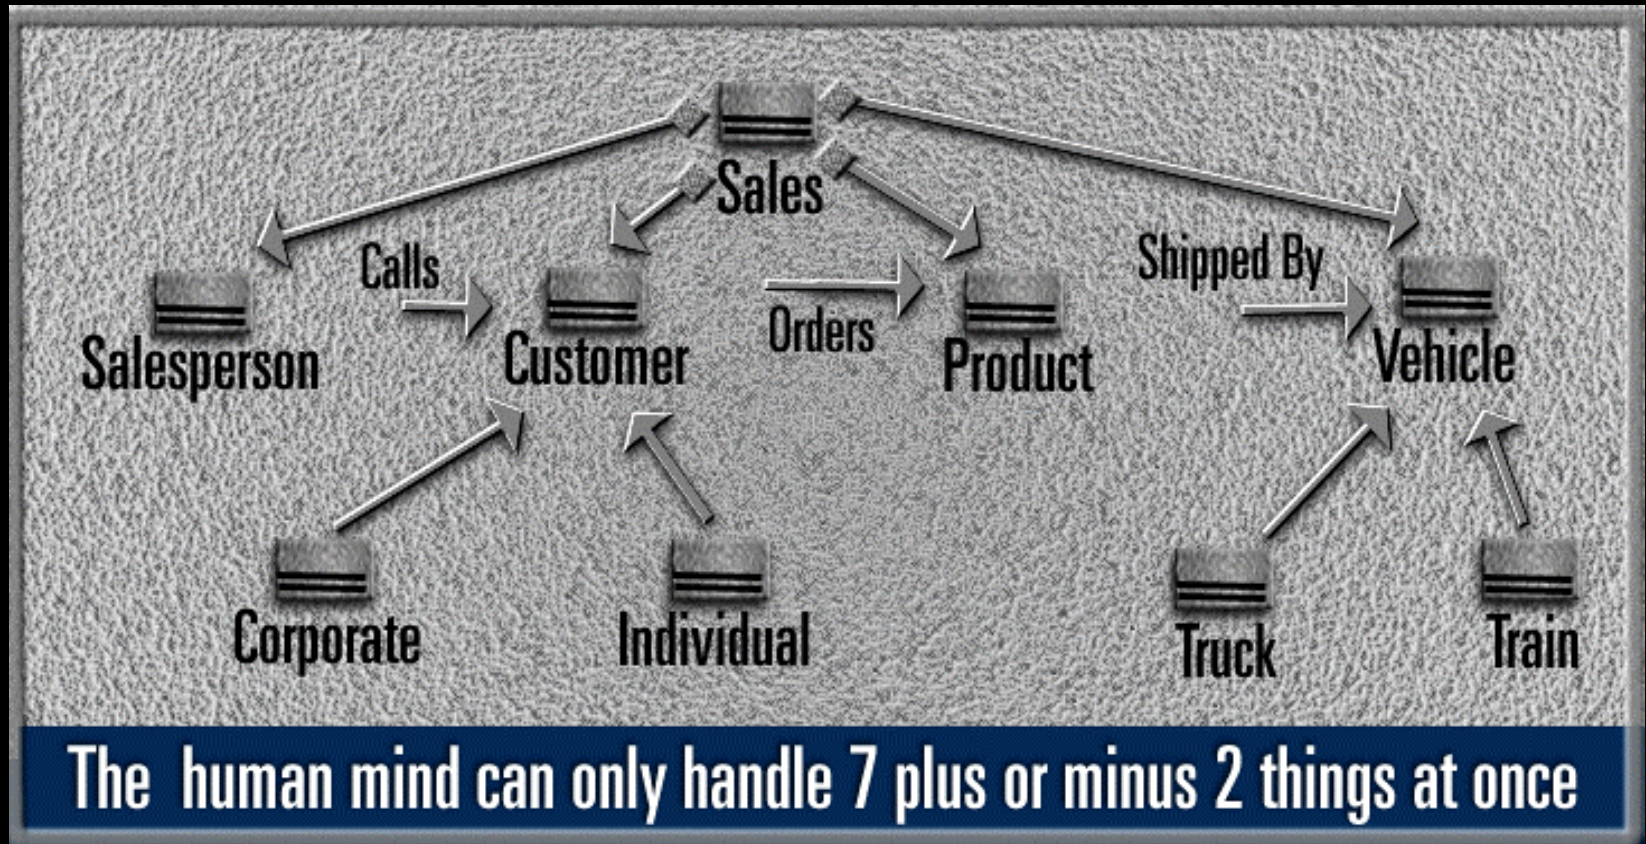 Sales
Calls
Shipped By
Orders
Salesperson
Customer
Product
Vehicle
Corporate
Individual
Truck
Train
The human mind can only handle 7 plus or minus 2 things at once